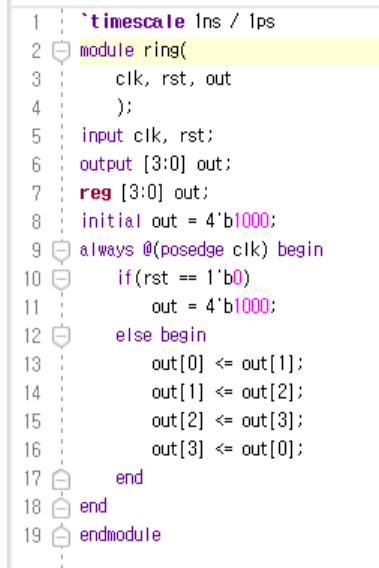 1 `timescale 1ns / 1ps
2 module ring(
3 clk, rst, out
4 );
5 input clk, rst;
6 output [3:0] out;
7 reg [3:0] out;
8 initial out = 4'b1000;
9 always @(posedge clk) begin
10 if(rst == 1'b0)
11 out = 4'b1000;
12 else begin
13 out[0] <= out[1];
14 out[1] <= out[2];
15 out[2] <= out[3];
16 out[3] <= out[0];
17 end
18 end
19 endmodule